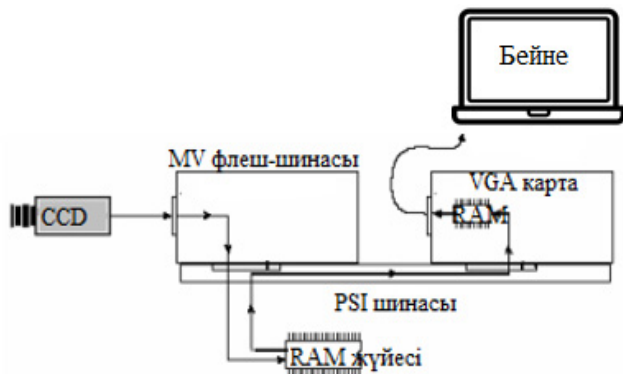 Бейне
MV флеш-шинасы
VGA карта
CCD
RAM
PSI шинасы
RAM жүйесі